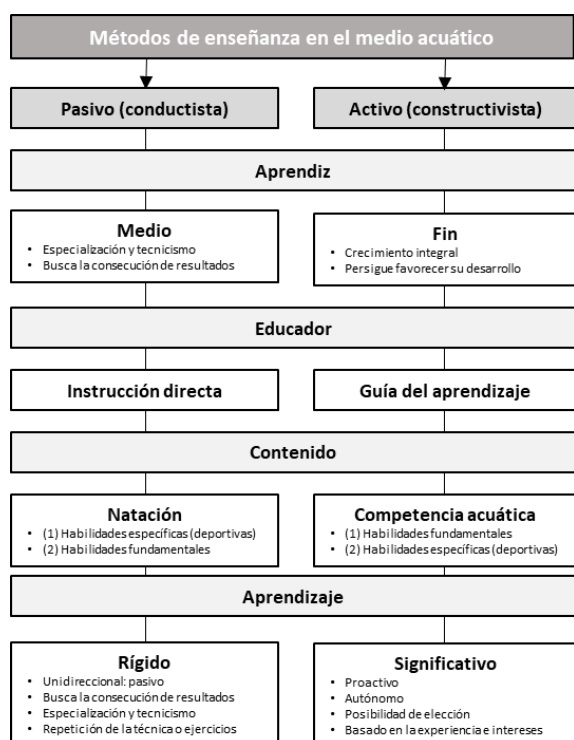 Métodos de enseñanza en el medio acuático
Pasivo (conductista)
Activo (constructivista)
Aprendiz
Medio
• Especialización y tecnicismo
• Busca la consecución de resultados
Fin
• Crecimiento integral
• Persigue favorecer su desarrollo
Educador
Instrucción directa
Guía del aprendizaje
Contenido
Natación
• (1) Habilidades específicas (deportivas)
• (2) Habilidades fundamentales
Competencia acuática
• (1) Habilidades fundamentales
• (2) Habilidades específicas (deportivas)
Aprendizaje
Rígido
• Unidireccional: pasivo
• Busca la consecución de resultados
• Especialización y tecnicismo
• Repetición de la técnica o ejercicios
Significativo
• Proactivo
• Autónomo
• Posibilidad de elección
• Basado en la experiencia e intereses